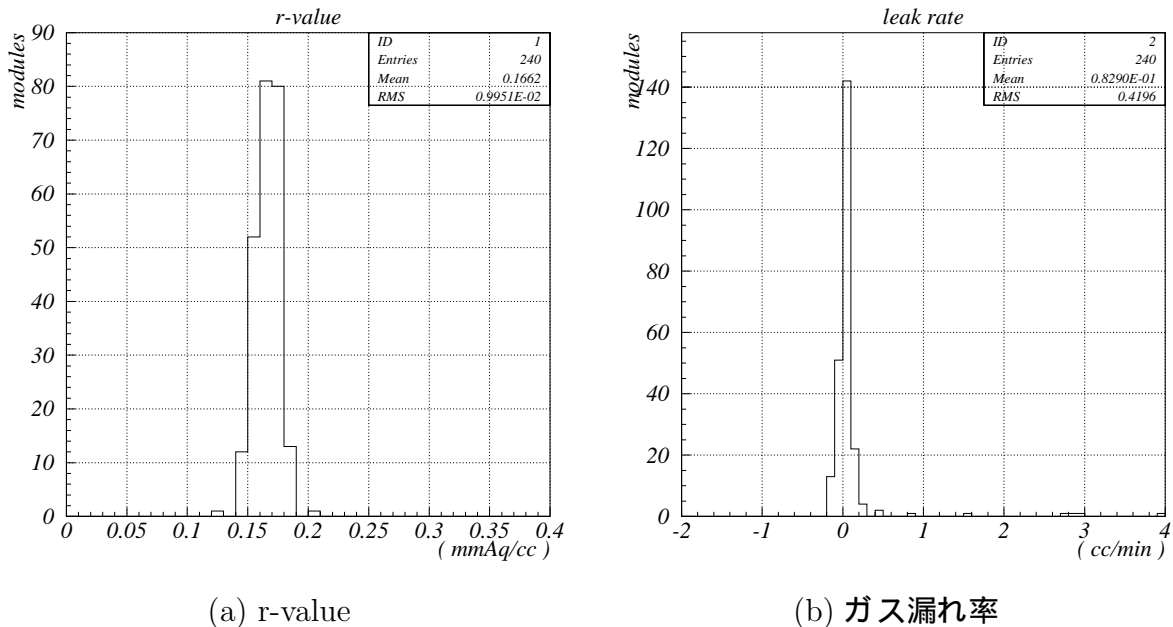 r-value
modules
ID 1
Entries 240
Mean 0.1662
RMS 0.9951E-02
90
80
70
60
50
40
30
20
10
0
0 0.05 0.1 0.15 0.2 0.25 0.3 0.35 0.4
( mmAq/cc )
(a) r-value
leak rate
modules
ID 2
Entries 240
Mean 0.8290E-01
RMS 0.4196
140
120
100
80
60
40
20
0
-2 -1 0 1 2 3 4
( cc/min )
(b) ガス漏れ率